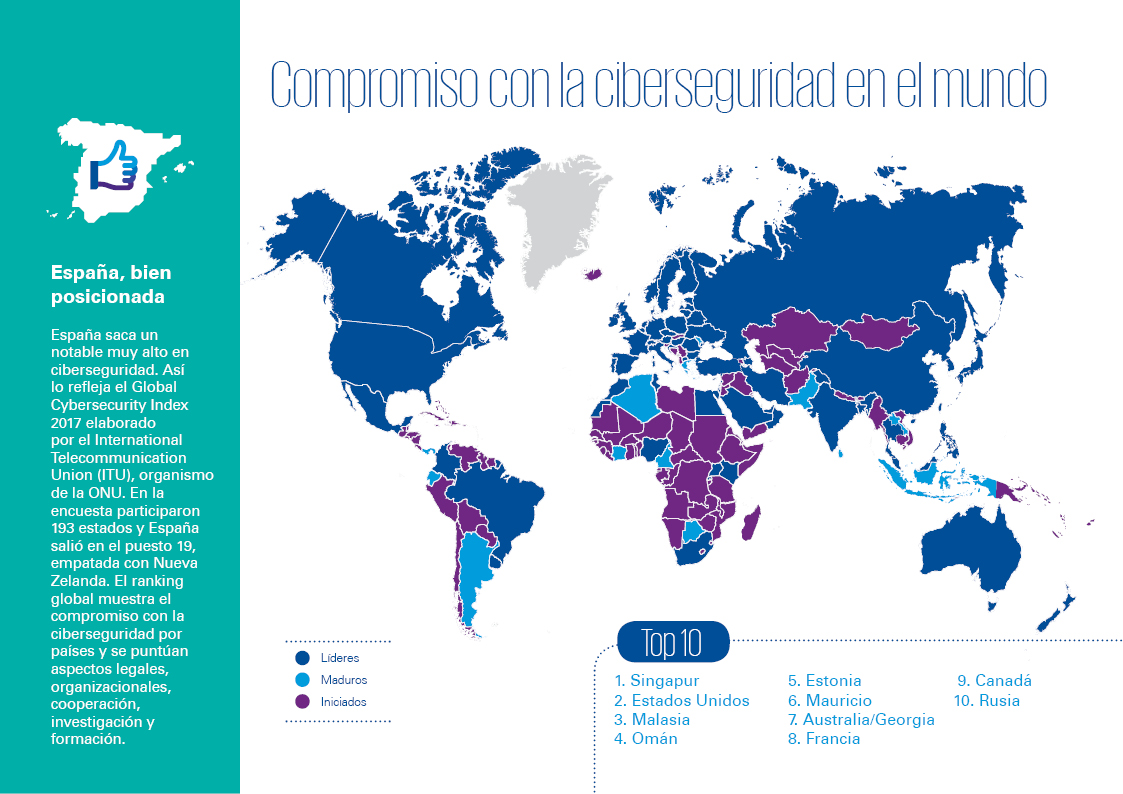 Compromiso con la ciberseguridad en el mundo
España, bien
posicionada
España saca un
notable muy alto en
ciberseguridad. Así
lo refleja el Global
Cybersecurity Index
2017 elaborado
por el International
Telecommunication
Union (ITU), organismo
de la ONU. En la
encuesta participaron
193 estados y España
salió en el puesto 19,
empatada con Nueva
Zelanda. El ranking
global muestra el
compromiso con la
ciberseguridad por
países y se puntúan
aspectos legales,
organizacionales,
cooperación,
investigación y
formación.
Líderes
Maduros
Iniciados
Top 10
1. Singapur
2. Estados Unidos
3. Malasia
4. Omán
5. Estonia
6. Mauricio
7. Australia/Georgia
8. Francia
9. Canadá
10. Rusia